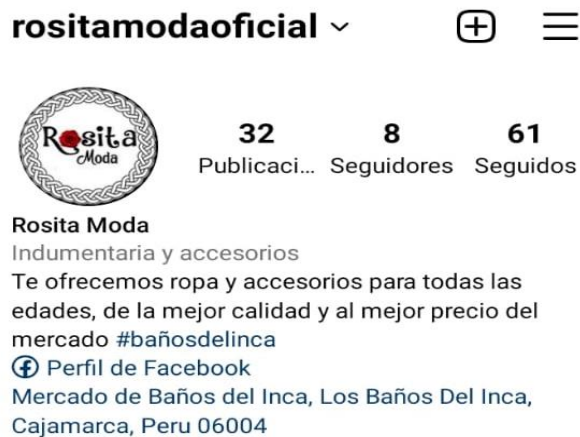 rositamodaoficial
Rosita
Moda
32
8
61
Publicaci... Seguidores Seguidos
Rosita Moda
Indumentaria y accesorios
Te ofrecemos ropa y accesorios para todas las
edades, de la mejor calidad y al mejor precio del
mercado #bañosdelinca
Perfil de Facebook
Mercado de Baños del Inca, Los Baños Del Inca,
Cajamarca, Peru 06004